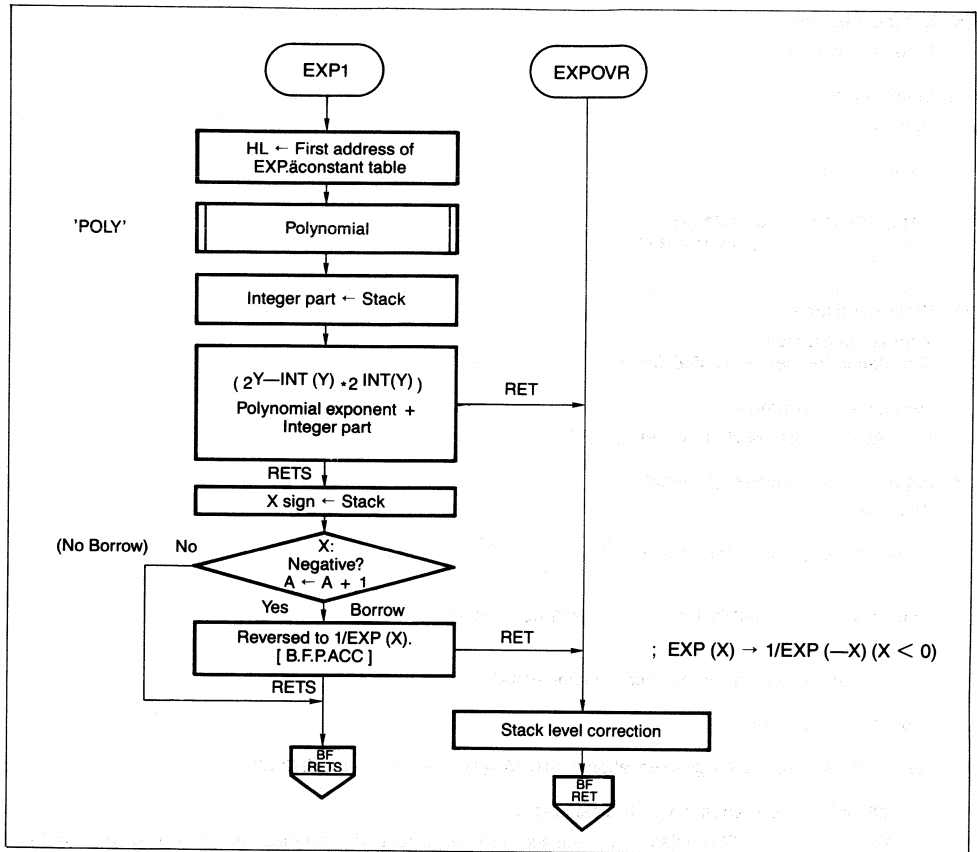 EXP1
EXPOVR
HL ← First address of
EXP.äconstant table
'POLY'
Polynomial
Integer part ← Stack
( 2Y—INT (Y) *2 INT(Y) )
Polynomial exponent +
Integer part
RET
RETS
X sign ← Stack
(No Borrow) No
X:
Negative?
A ← A + 1
Yes Borrow
Reversed to 1/EXP (X).
[ B.F.P.ACC ]
RET
; EXP (X) → 1/EXP (—X) (X < 0)
RETS
Stack level correction
BF
RETS
BF
RET